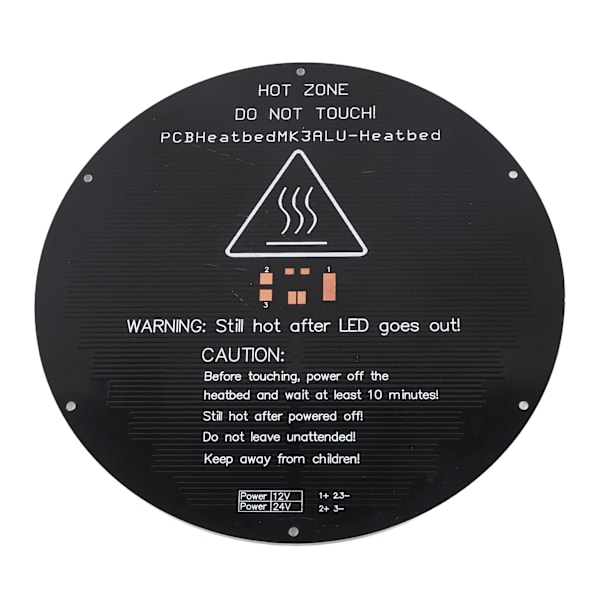 HOT ZONE
DO NOT TOUCH!
PCBHeatbedMK3ALU-Heatbed
2 1
3
WARNING: Still hot after LED goes out!
CAUTION:
Before touching, power off the
heatbed and wait at least 10 minutes!
Still hot after powered off!
Do not leave unattended!
Keep away from children!
Power 12V 1+ 2.3-
Power 24V 2+ 3-